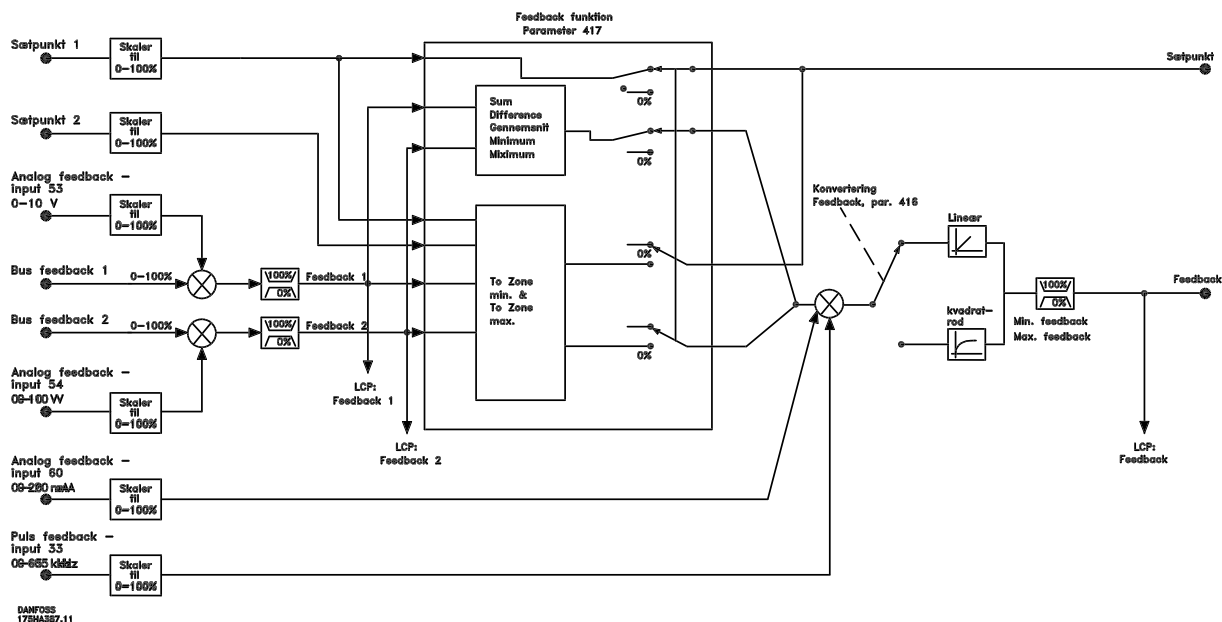 Feedback funktion
Parameter 417
Sætpunkt 1
Skaler
til
0-100%
Sætpunkt
Sum
Difference
Gennemsnit
Minimum
Miximum
0%
0%
Sætpunkt 2
Skaler
til
0-100%
Analog feedback -
input 53
0-10 V
Skaler
til
0-100%
Konvertering
Feedback, par. 416
Lineær
0%
Bus feedback 1
0-100%
100%
0%
Feedback 1
To Zone
min. &
To Zone
max.
Feedback
100%
0%
Min. feedback
Max. feedback
Bus feedback 2
0-100%
100%
0%
Feedback 2
kvadrat-
rod
0%
Analog feedback -
input 54
Skaler
til
0-100%
LCP:
Feedback 1
LCP:
Feedback 2
LCP:
Feedback
Analog feedback -
input 60
Skaler
til
0-100%
Puls feedback -
input 33
Skaler
til
0-100%
DANFOSS
175HA387.11